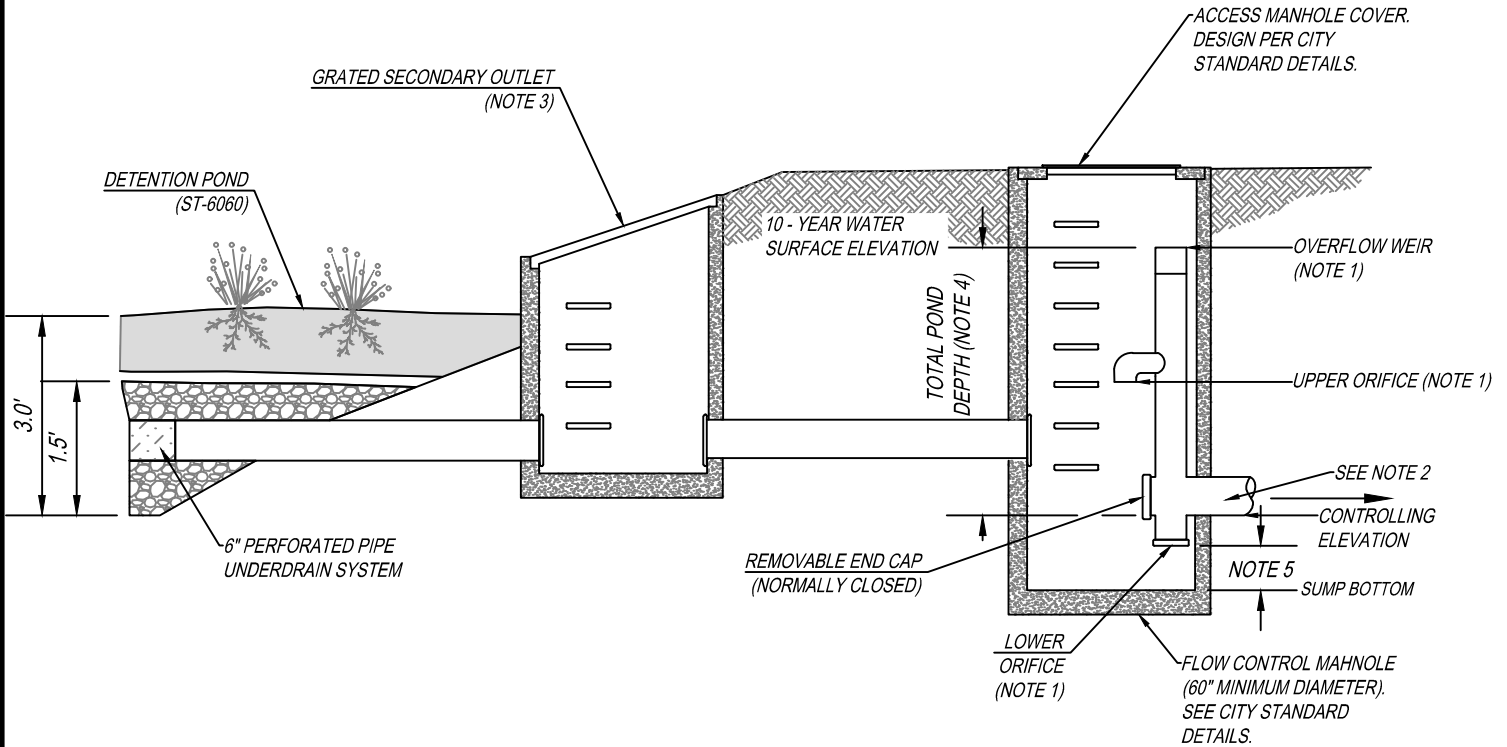 ACCESS MANHOLE COVER.
DESIGN PER CITY
STANDARD DETAILS.
GRATED SECONDARY OUTLET
(NOTE 3)
DETENTION POND
(ST-6060)
10 - YEAR WATER
SURFACE ELEVATION
OVERFLOW WEIR
(NOTE 1)
TOTAL POND
DEPTH (NOTE 4)
UPPER ORIFICE (NOTE 1)
3.0'
1.5'
SEE NOTE 2
CONTROLLING
ELEVATION
6" PERFORATED PIPE
UNDERDRAIN SYSTEM
REMOVABLE END CAP
(NORMALLY CLOSED)
NOTE 5
SUMP BOTTOM
LOWER
ORIFICE
(NOTE 1)
FLOW CONTROL MAHNOLE
(60" MINIMUM DIAMETER).
SEE CITY STANDARD
DETAILS.